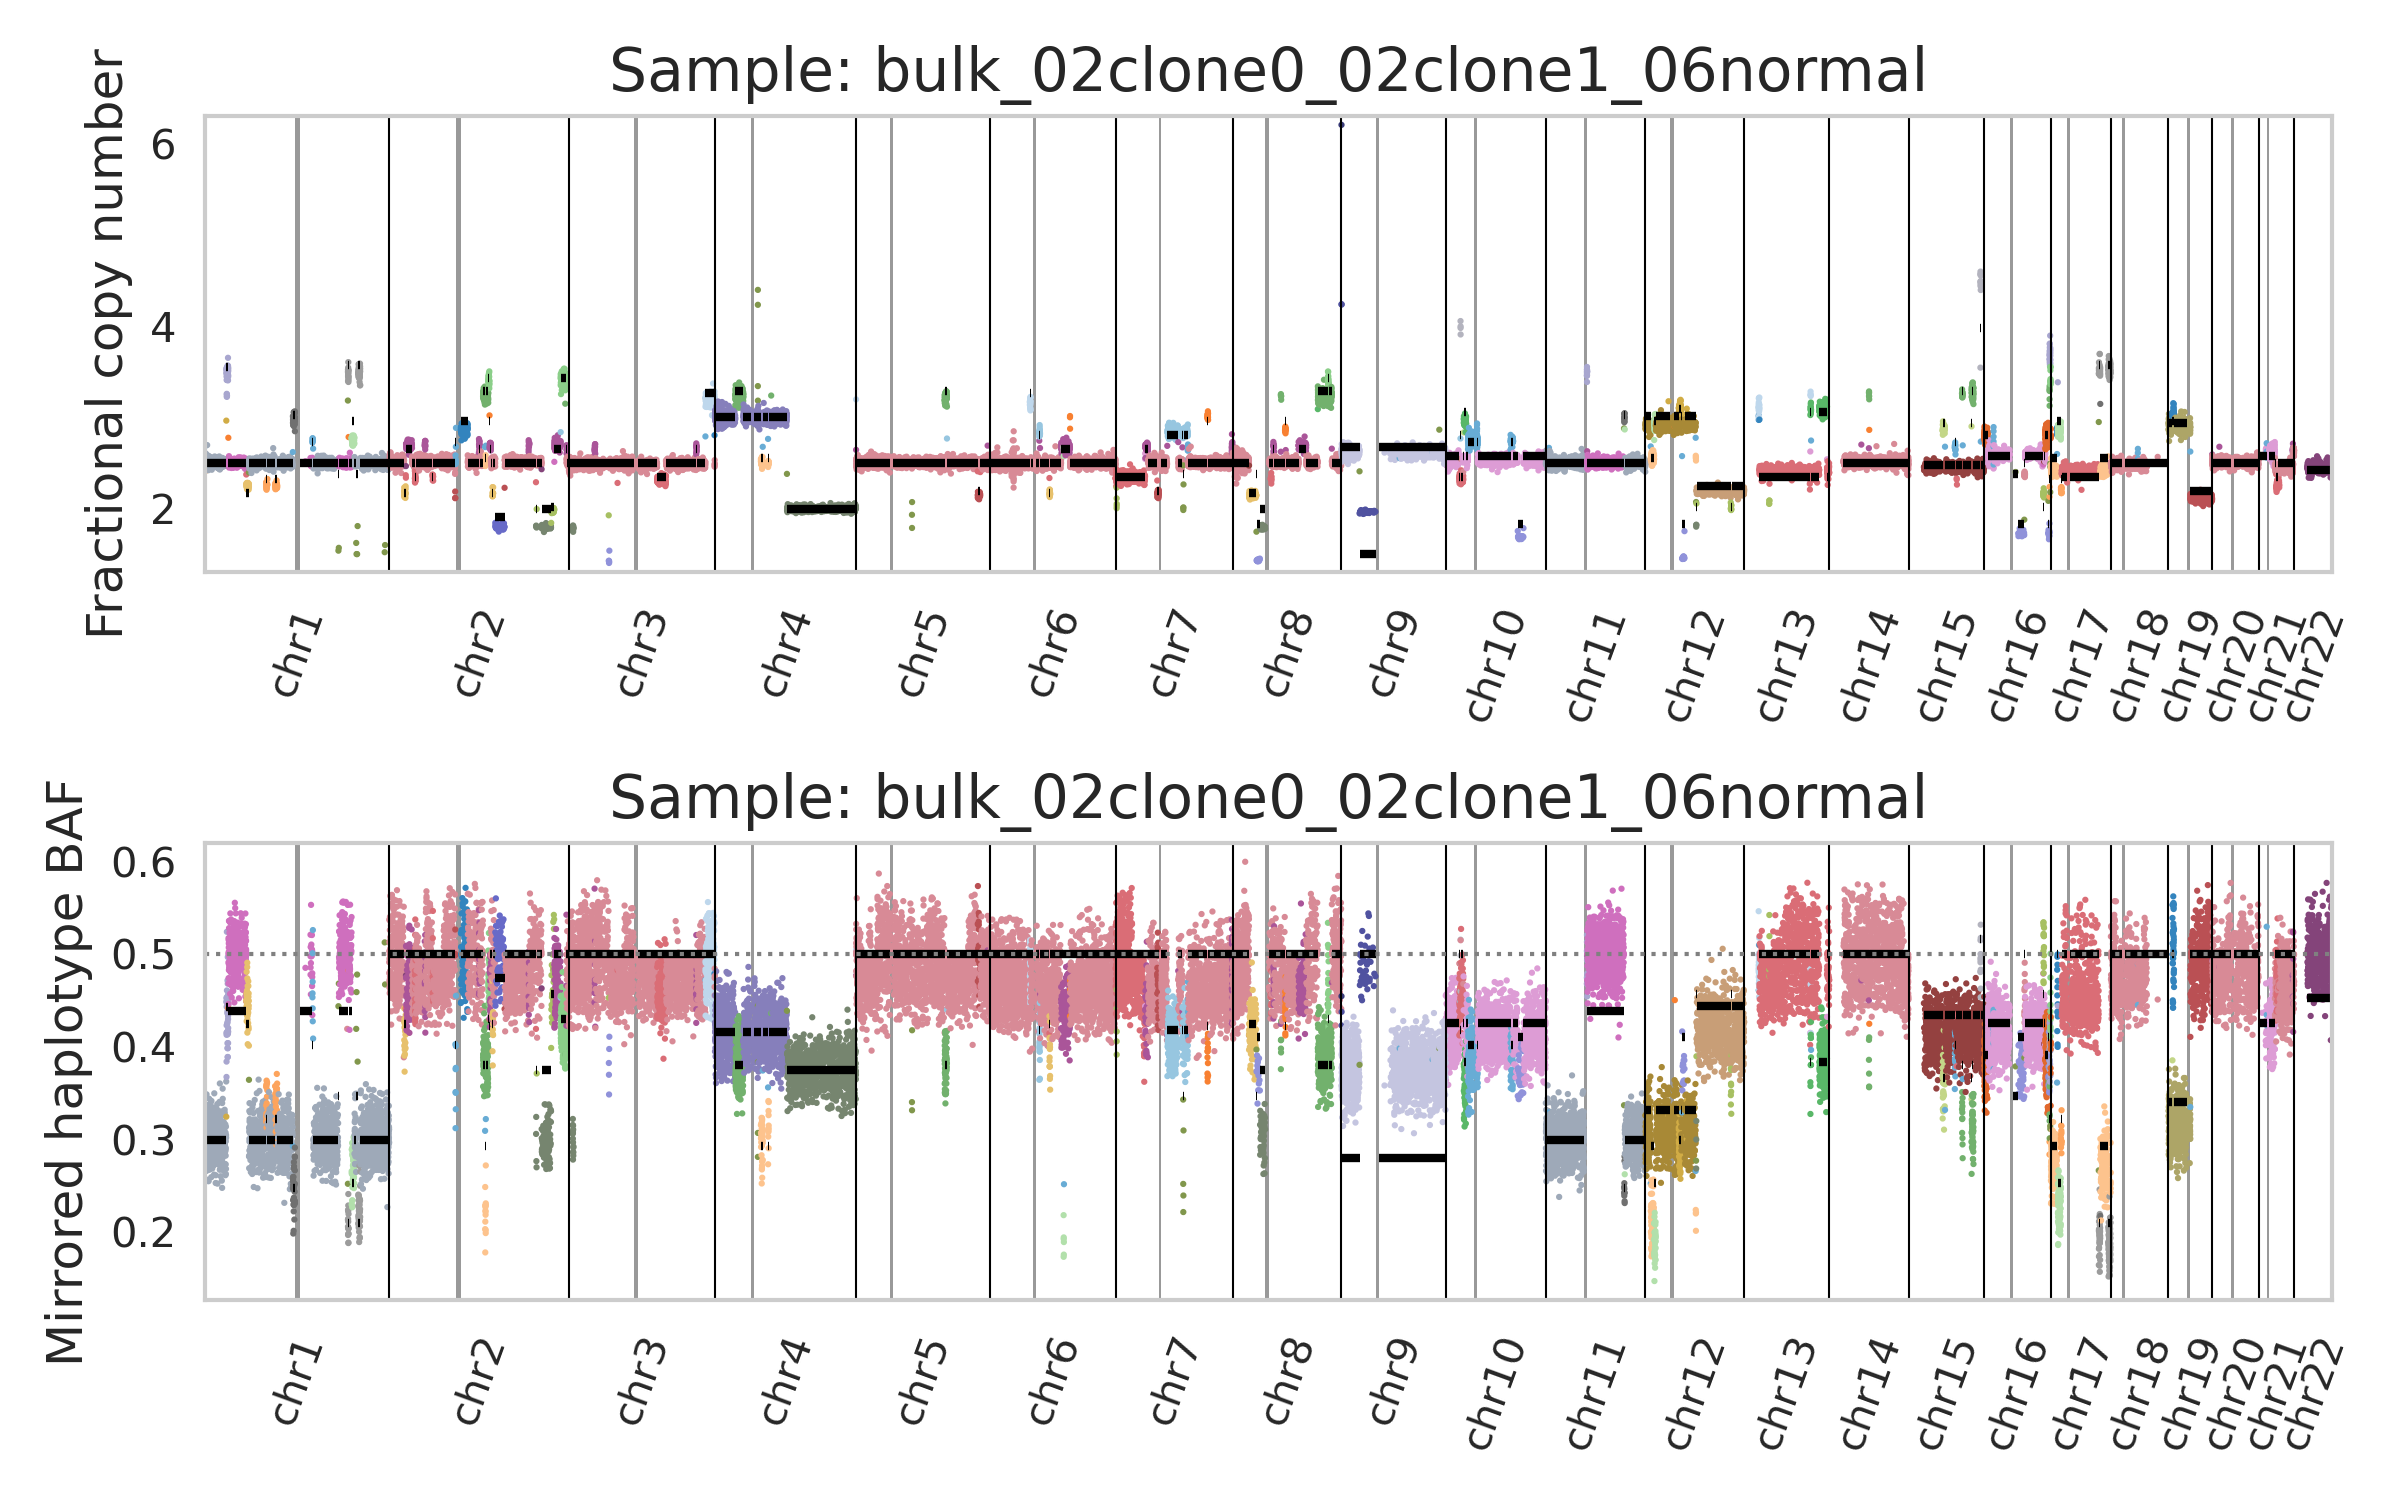 Sample: bulk_02clone0_02clone1_06normal
Fractional copy number
6
4
2
chr1
chr2
chr3
chr4
chr5
chr6
chr7
chr8
chr9
chr10
chr11
chr12
chr13
chr14
chr15
chr16
chr17
chr18
chr19
chr20
chr21
chr22
Sample: bulk_02clone0_02clone1_06normal
Mirrored haplotype BAF
0.6
0.5
0.4
0.3
0.2
chr1
chr2
chr3
chr4
chr5
chr6
chr7
chr8
chr9
chr10
chr11
chr12
chr13
chr14
chr15
chr16
chr17
chr18
chr19
chr20
chr21
chr22